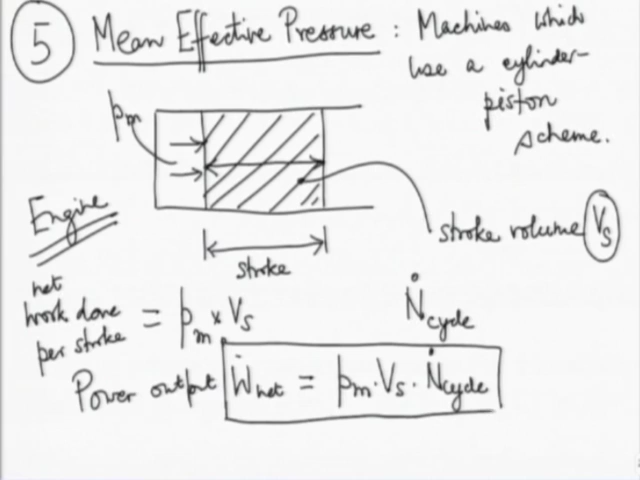 5 Mean Effective Pressure : Machines which
use a cylinder-
piston
scheme.
pm
Engine
stroke volume Vs
stroke
net
work done
per stroke = pm × Vs
Ṅcycle
Power output Ẇnet = pm · Vs · Ṅcycle